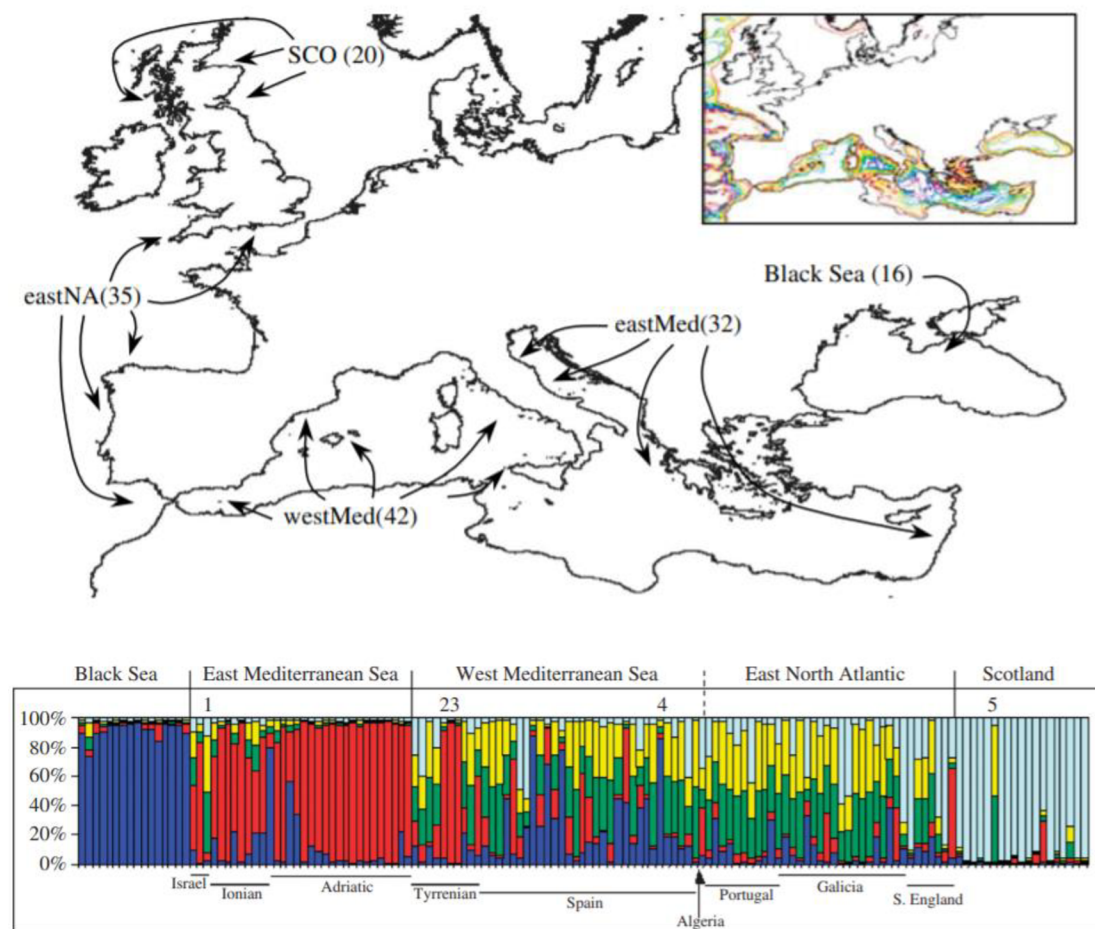 SCO (20)
Black Sea (16)
eastNA(35)
eastMed(32)
westMed(42)
Black Sea East Mediterranean Sea West Mediterranean Sea East North Atlantic Scotland
1 23 4 5
100%
80%
60%
40%
20%
0%
Israel Ionian Adriatic Tyrrenian Spain Algeria Portugal Galicia S. England